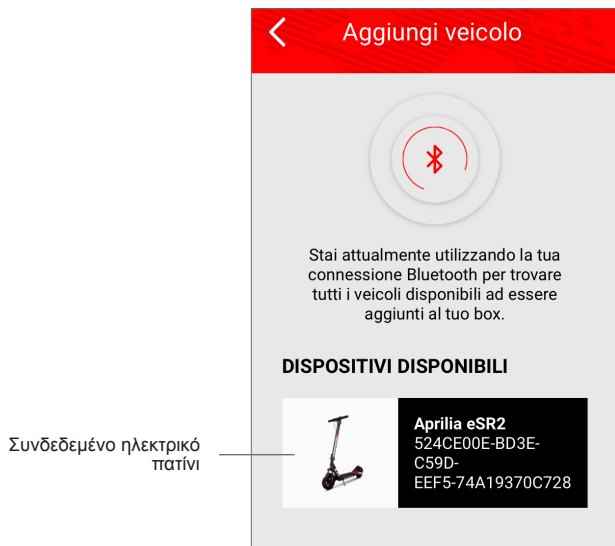 Aggiungi veicolo
Stai attualmente utilizzando la tua
connessione Bluetooth per trovare
tutti i veicoli disponibili ad essere
aggiunti al tuo box.
DISPOSITIVI DISPONIBILI
Συνδεδεμένο ηλεκτρικό
πατίνι
Aprilia eSR2
524CE00E-BD3E-
C59D-
EEF5-74A19370C728